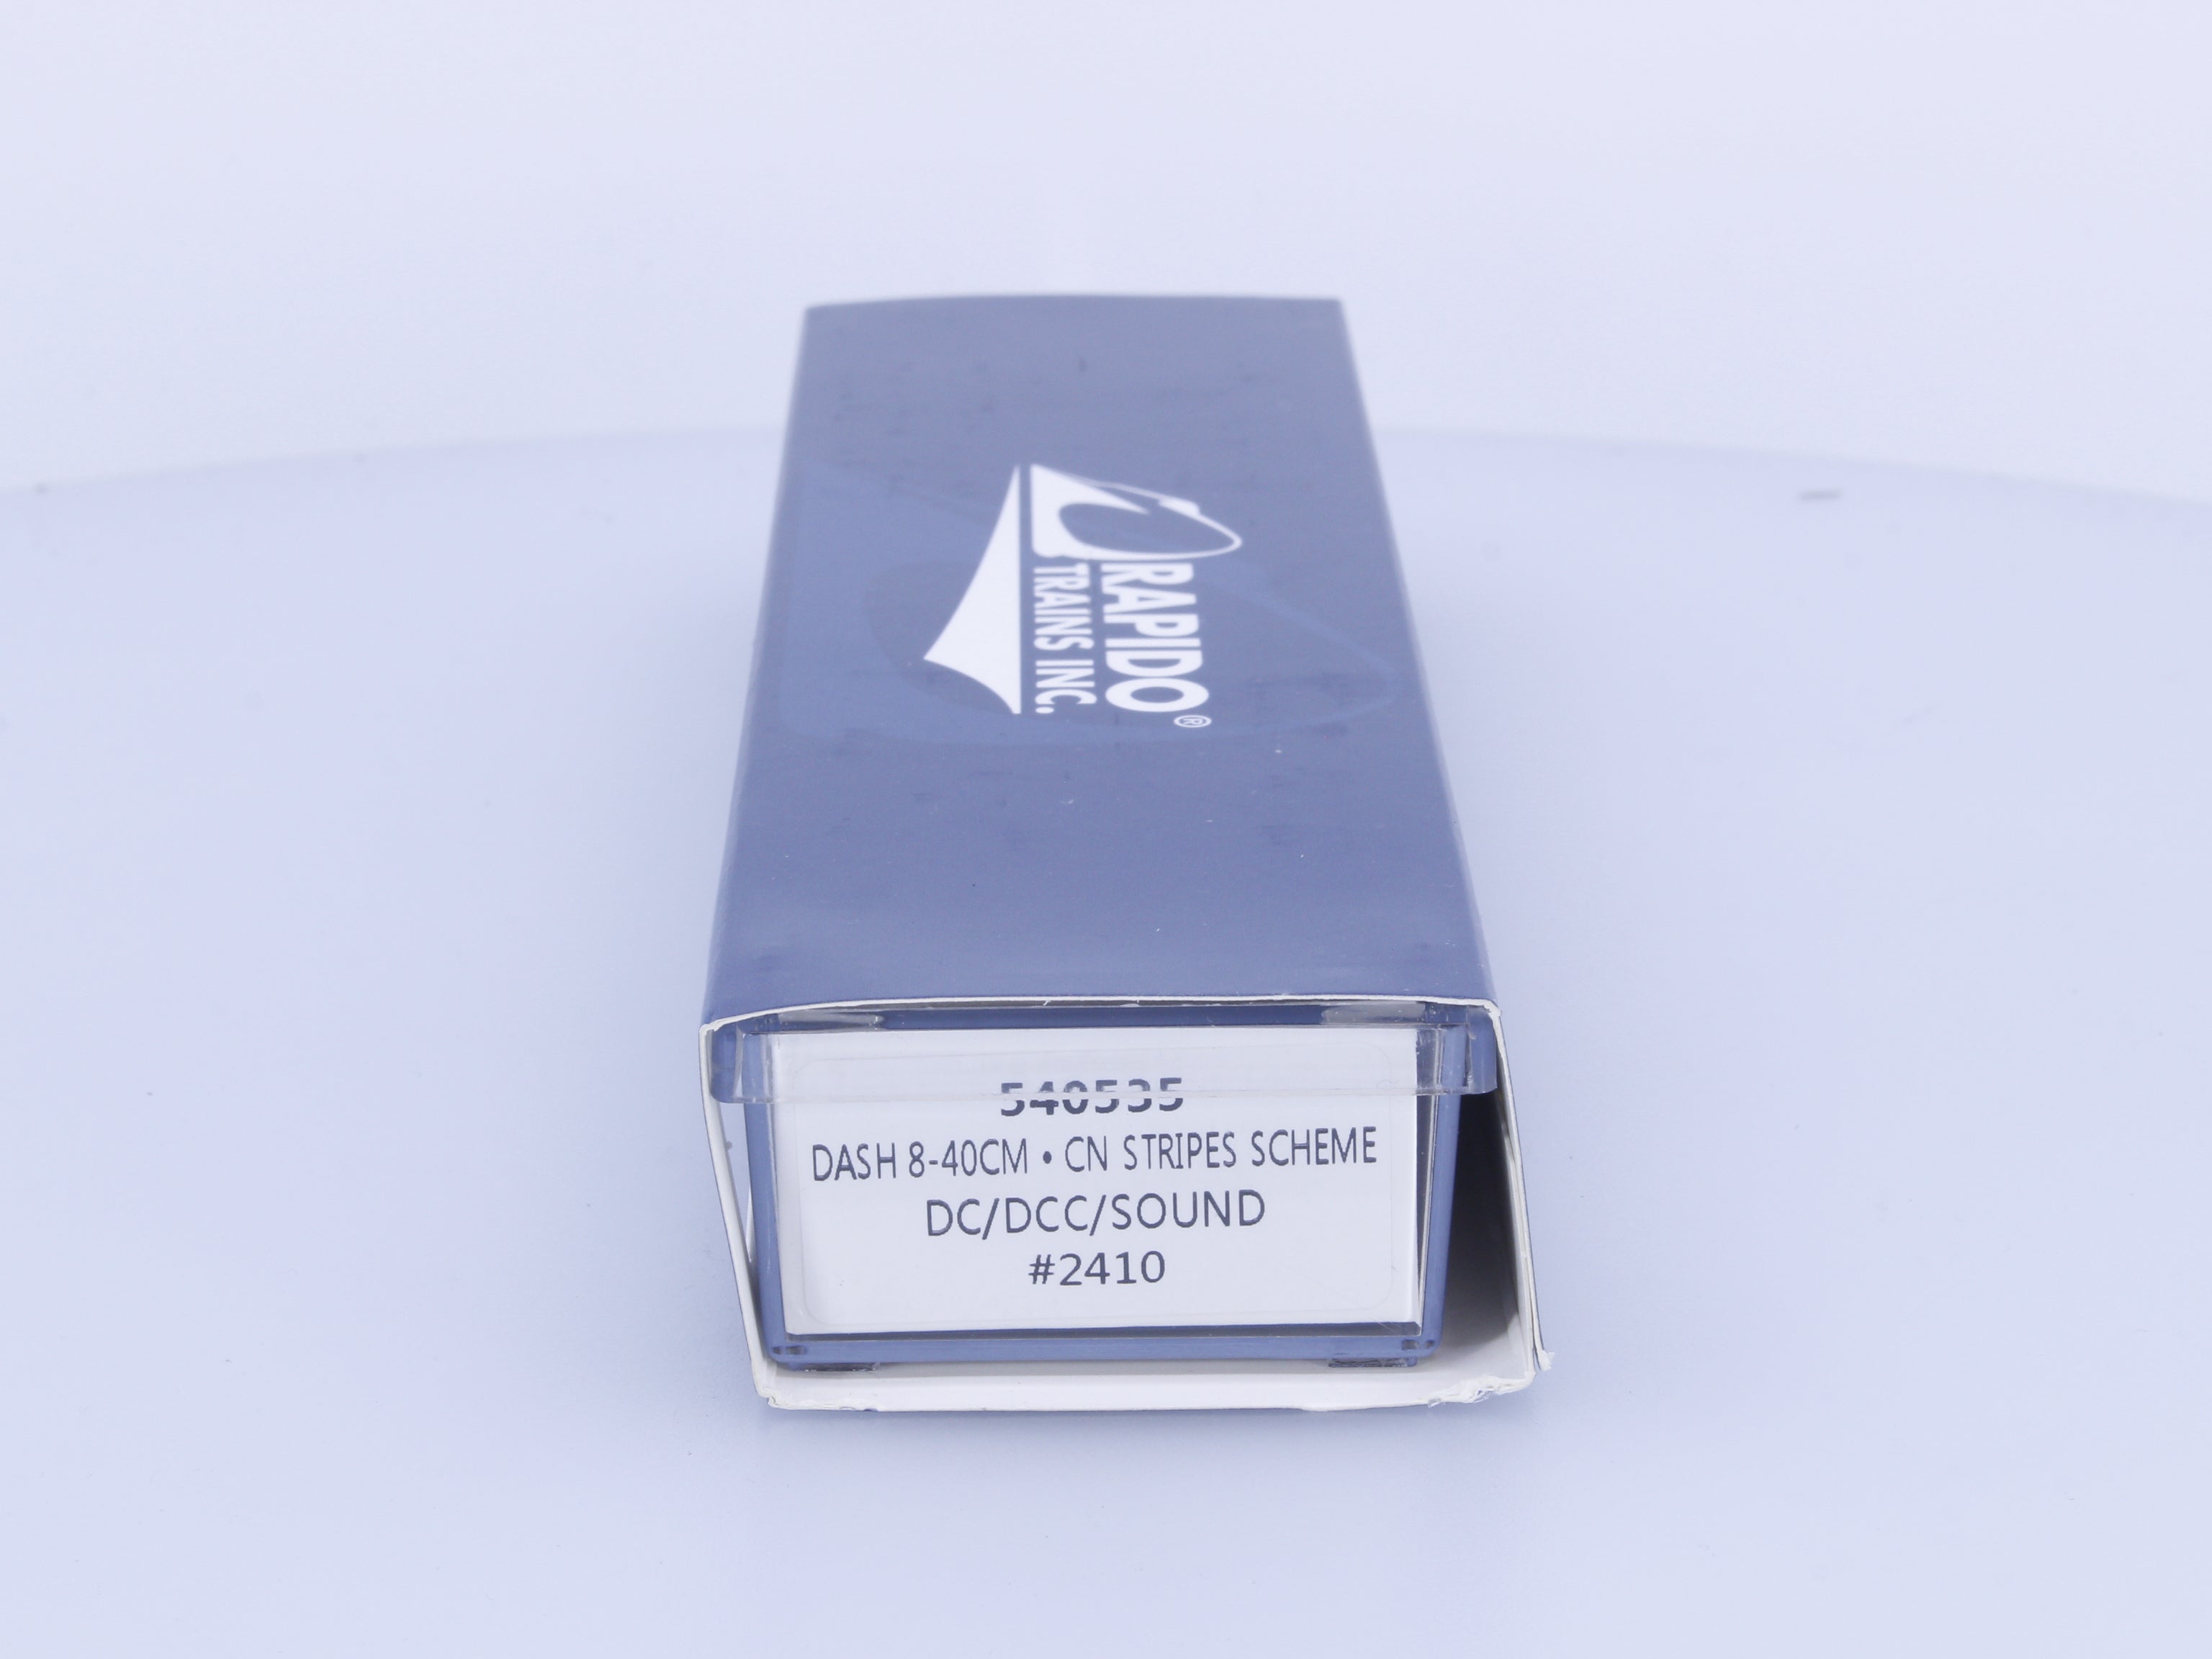 RAPIDO®
TRAINS INC.
540535
DASH 8-40CM • CN STRIPES SCHEME
DC/DCC/SOUND
#2410